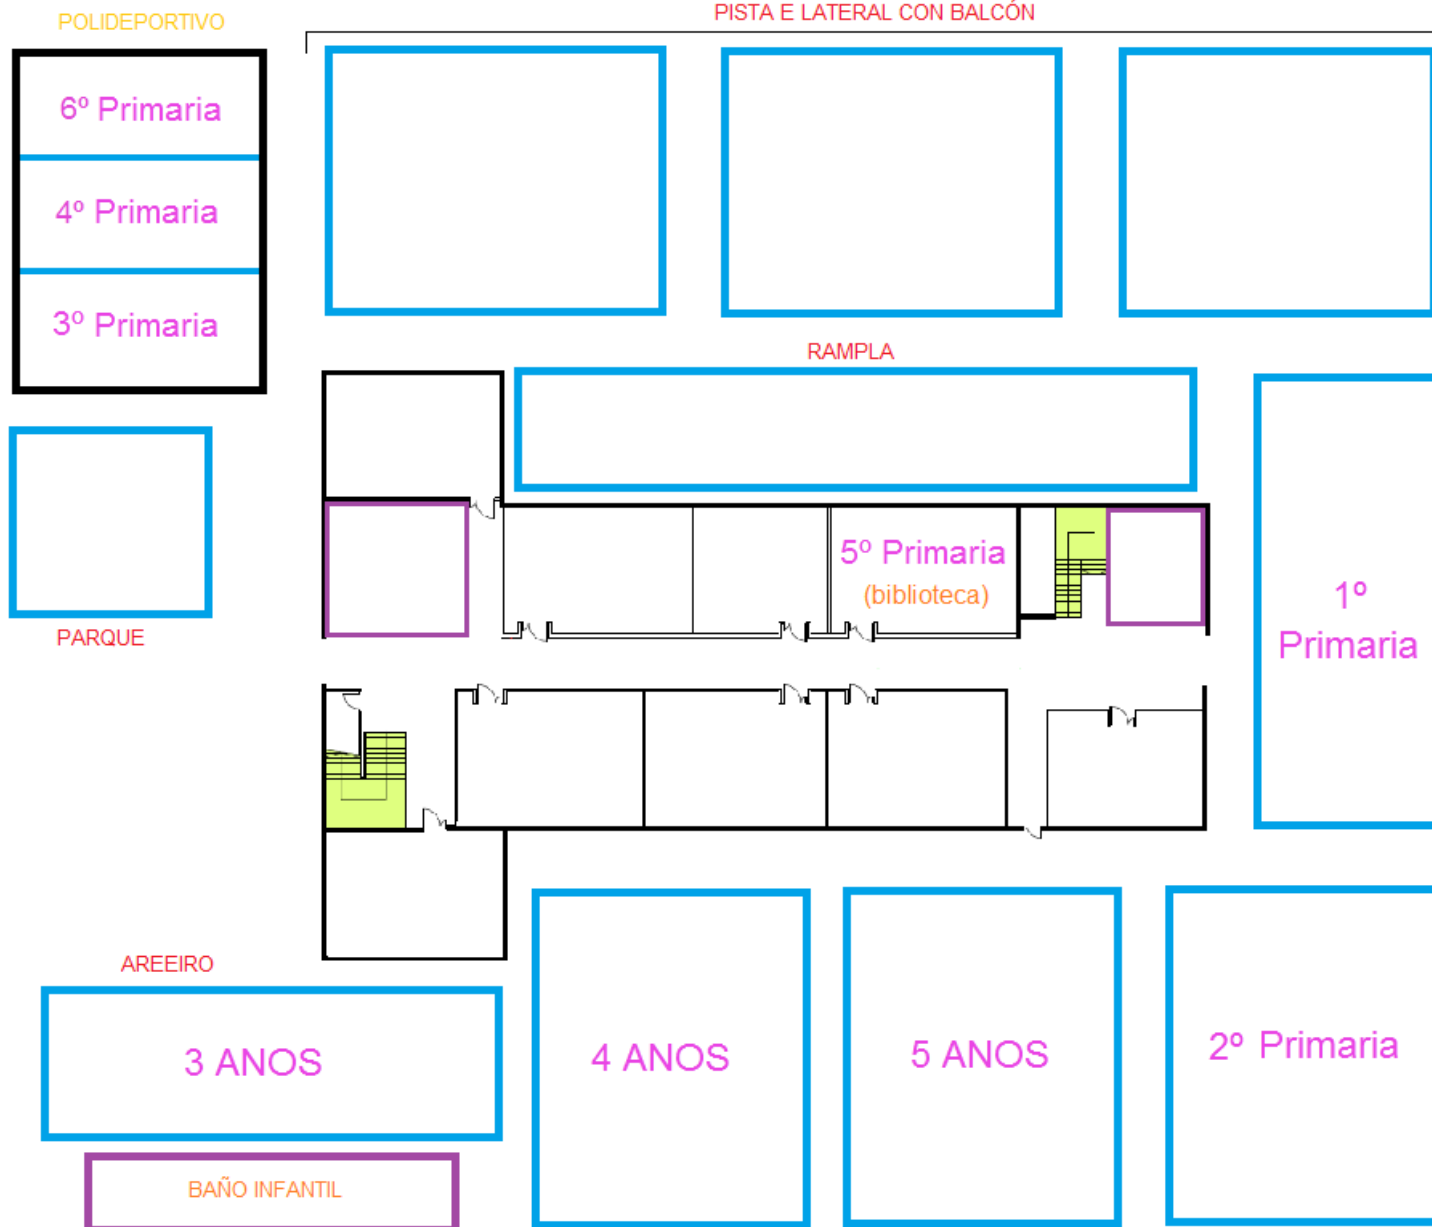 POLIDEPORTIVO
PISTA E LATERAL CON BALCÓN
6º Primaria
4º Primaria
3º Primaria
RAMPLA
PARQUE
5º Primaria
(biblioteca)
1º
Primaria
AREEIRO
3 ANOS
4 ANOS
5 ANOS
2º Primaria
BAÑO INFANTIL